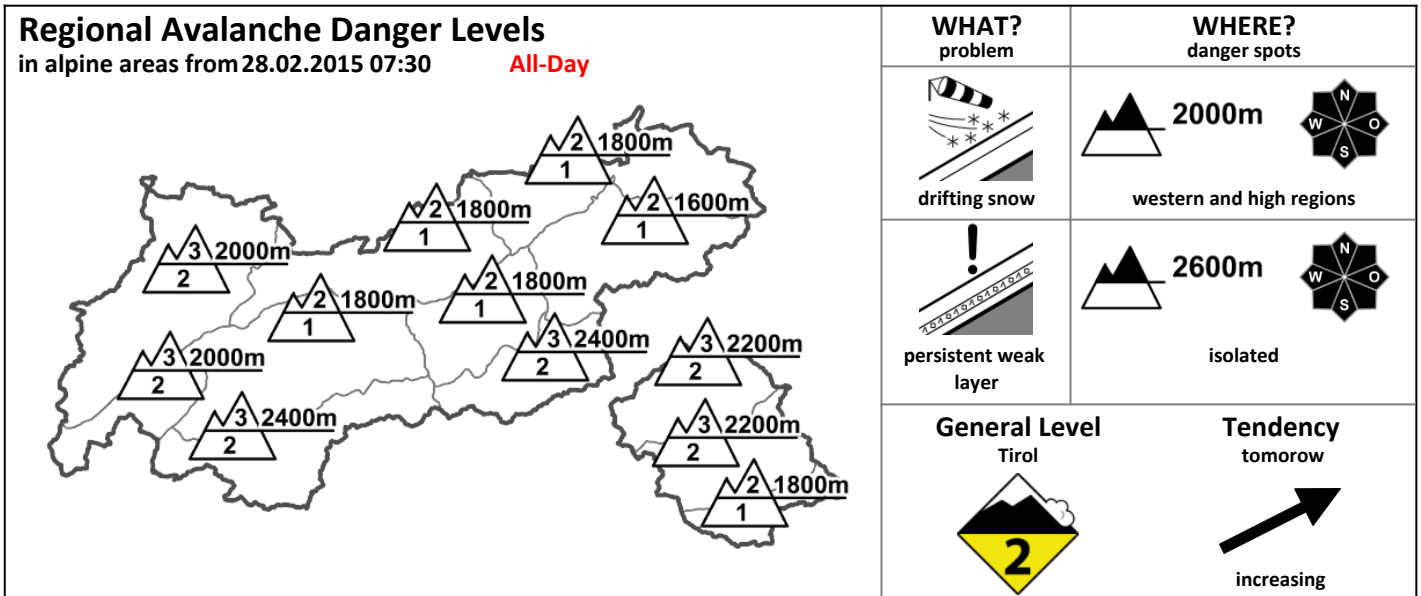 Regional Avalanche Danger Levels
in alpine areas from 28.02.2015 07:30 All-Day
2 1800m
1
2 1800m
1
2 1600m
1
3 2000m
2
2 1800m
1
2 1800m
1
3 2000m
2
3 2400m
2
3 2200m
2
3 2400m
2
3 2200m
2
2 1800m
1
WHAT?
problem
WHERE?
danger spots
drifting snow
2000m
N
W O
S
western and high regions
!
persistent weak
layer
2600m
N
W O
S
isolated
General Level
Tirol
2
Tendency
tomorow
increasing